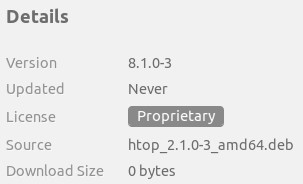 Details
Version 8.1.0-3
Updated Never
License Proprietary
Source htop_2.1.0-3_amd64.deb
Download Size 0 bytes